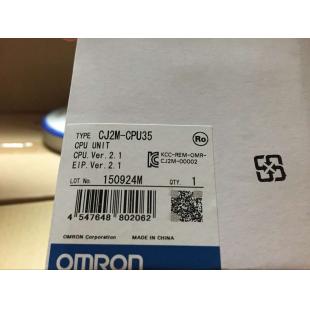 TYPE CJ2M-CPU35
CPU UNIT
CPU. Ver. 2.1
EIP. Ver. 2.1
Ro
KCC-REM-OMR-
CJ2M-00002
LOT No. 150924M QTY. 1
4 547648 802062
OMRON Corporation MADE IN CHINA
OMRON